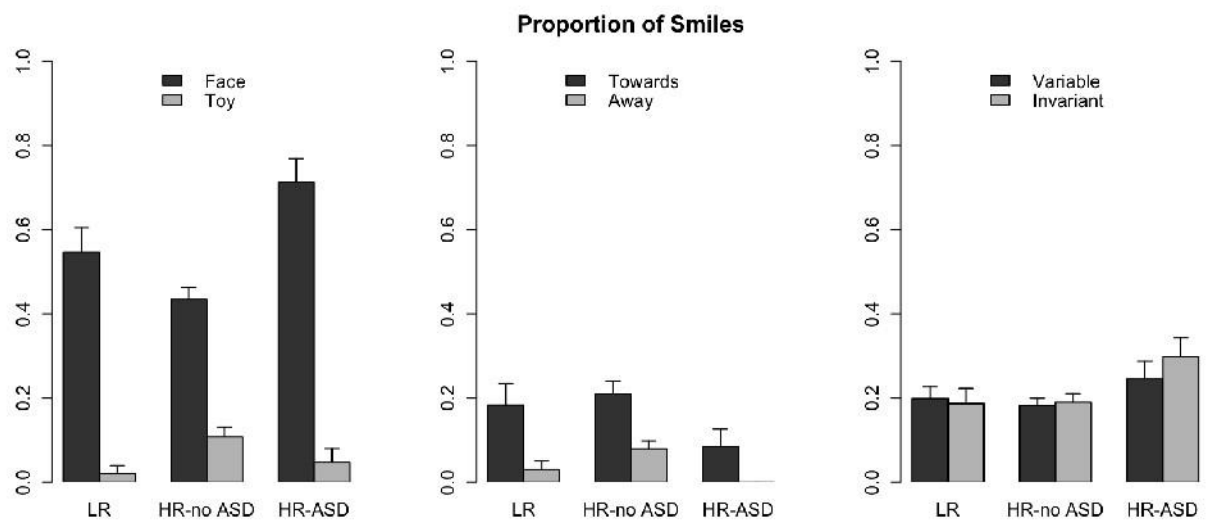 Proportion of Smiles
Face
Toy
1.0
0.8
0.6
0.4
0.2
0.0
LR HR-no ASD HR-ASD
Towards
Away
1.0
0.8
0.6
0.4
0.2
0.0
LR HR-no ASD HR-ASD
Variable
Invariant
1.0
0.8
0.6
0.4
0.2
0.0
LR HR-no ASD HR-ASD